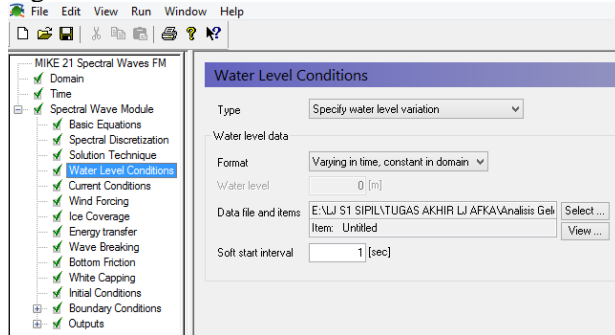 File Edit View Run Window Help
MIKE 21 Spectral Waves FM
Domain
Time
Spectral Wave Module
Basic Equations
Spectral Discretization
Solution Technique
Water Level Conditions
Current Conditions
Wind Forcing
Ice Coverage
Energy transfer
Wave Breaking
Bottom Friction
White Capping
Initial Conditions
Boundary Conditions
Outputs
Water Level Conditions
Type Specify water level variation
Water level data
Format Varying in time, constant in domain
Water level 0 [m]
Data file and items E:\LJ S1 SIPIL\TUGAS AKHIR LJ AFKA\Analisis Select ...
Item: Untitled View ...
Soft start interval 1 [sec]